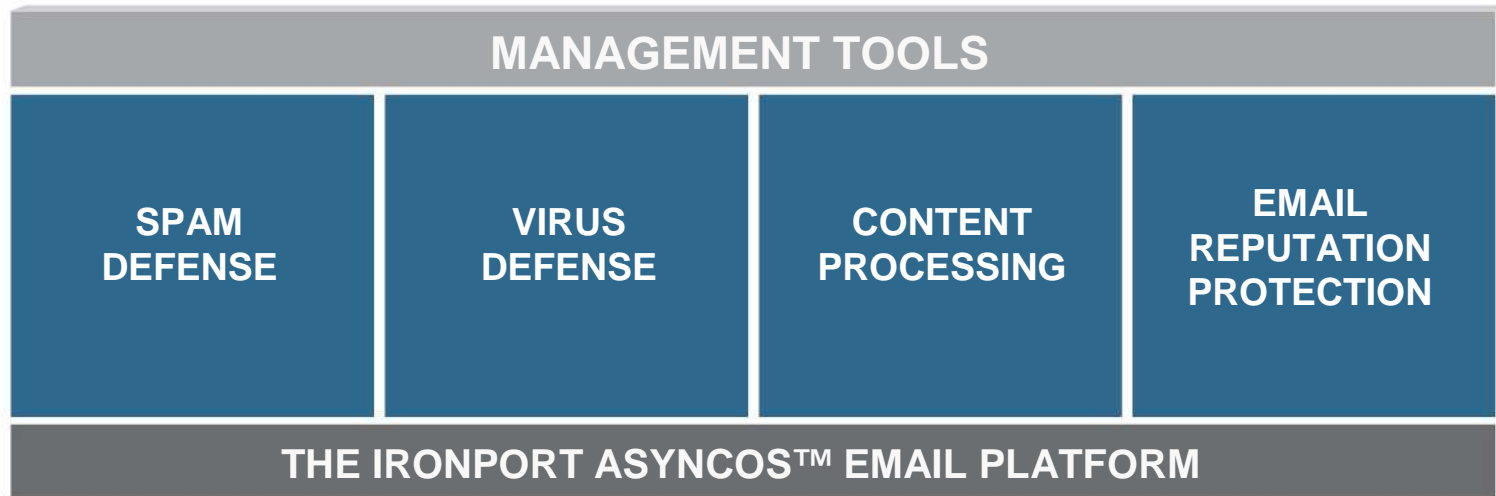 MANAGEMENT TOOLS
SPAM
DEFENSE
VIRUS
DEFENSE
CONTENT
PROCESSING
EMAIL
REPUTATION
PROTECTION
THE IRONPORT ASYNCOS™ EMAIL PLATFORM